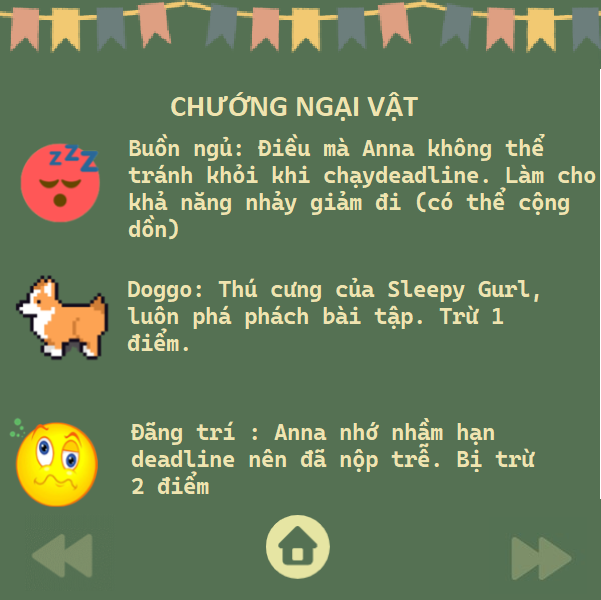 CHƯỚNG NGẠI VẬT
zZZ
Buồn ngủ: Điều mà Anna không thể
tránh khỏi khi chạydeadline. Làm cho
khả năng nhảy giảm đi (có thể cộng
dồn)
Doggo: Thú cưng của Sleepy Gurl,
luôn phá phách bài tập. Trừ 1
điểm.
Đãng trí : Anna nhớ nhầm hạn
deadline nên đã nộp trễ. Bị trừ
2 điểm